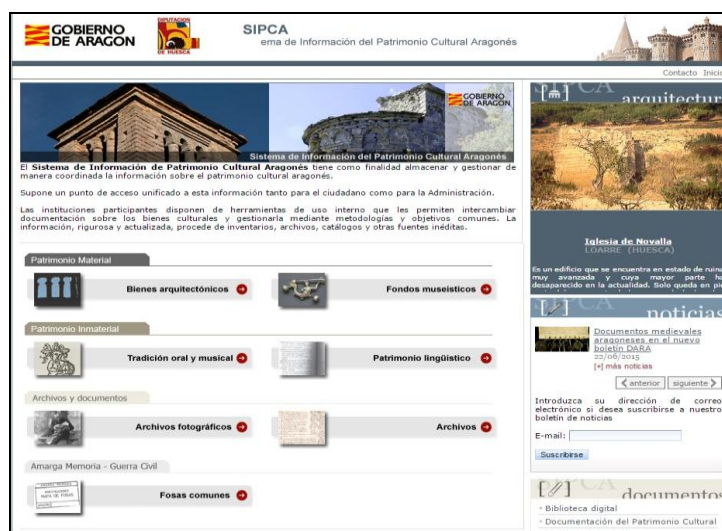 GOBIERNO
DE ARAGON
DIPUTACION
DE HUESCA
SIPCA
ema de Información del Patrimonio Cultural Aragonés
Contacto Inicio
GOBIERNO
DE ARAGON
Sistema de Información del Patrimonio Cultural Aragonés
El Sistema de Información de Patrimonio Cultural Aragonés tiene como finalidad almacenar y gestionar de
manera coordinada la información sobre el patrimonio cultural aragonés.
Supone un punto de acceso unificado a esta información tanto para el ciudadano como para la Administración.
Las instituciones participantes disponen de herramientas de uso interno que les permiten intercambiar
documentación sobre los bienes culturales y gestionarla mediante metodologías y objetivos comunes. La
información, rigurosa y actualizada, procede de inventarios, archivos, catálogos y otras fuentes inéditas.
Patrimonio Material
Bienes arquitectónicos
Fondos museísticos
Patrimonio Inmaterial
Tradición oral y musical
Patrimonio lingüístico
Archivos y documentos
Archivos fotográficos
Archivos
Amarga Memoria - Guerra Civil
MAPA DE FOSAS
Fosas comunes
SIPCA
arquitectur
Iglesia de Novalla
LOARRE (HUESCA)
Es un edificio que se encuentra en estado de ruina
muy avanzada y cuya mayor parte ha
desaparecido en la actualidad. Solo queda en pie
noticias
Documentos medievales
aragoneses en el nuevo
boletín DARA
22/06/2015
[+] más noticias
anterior siguiente
Introduzca su dirección de correo
electrónico si desea suscribirse a nuestro
boletín de noticias
E-mail:
Suscribirse
documentos
Biblioteca digital
Documentación del Patrimonio Cultural